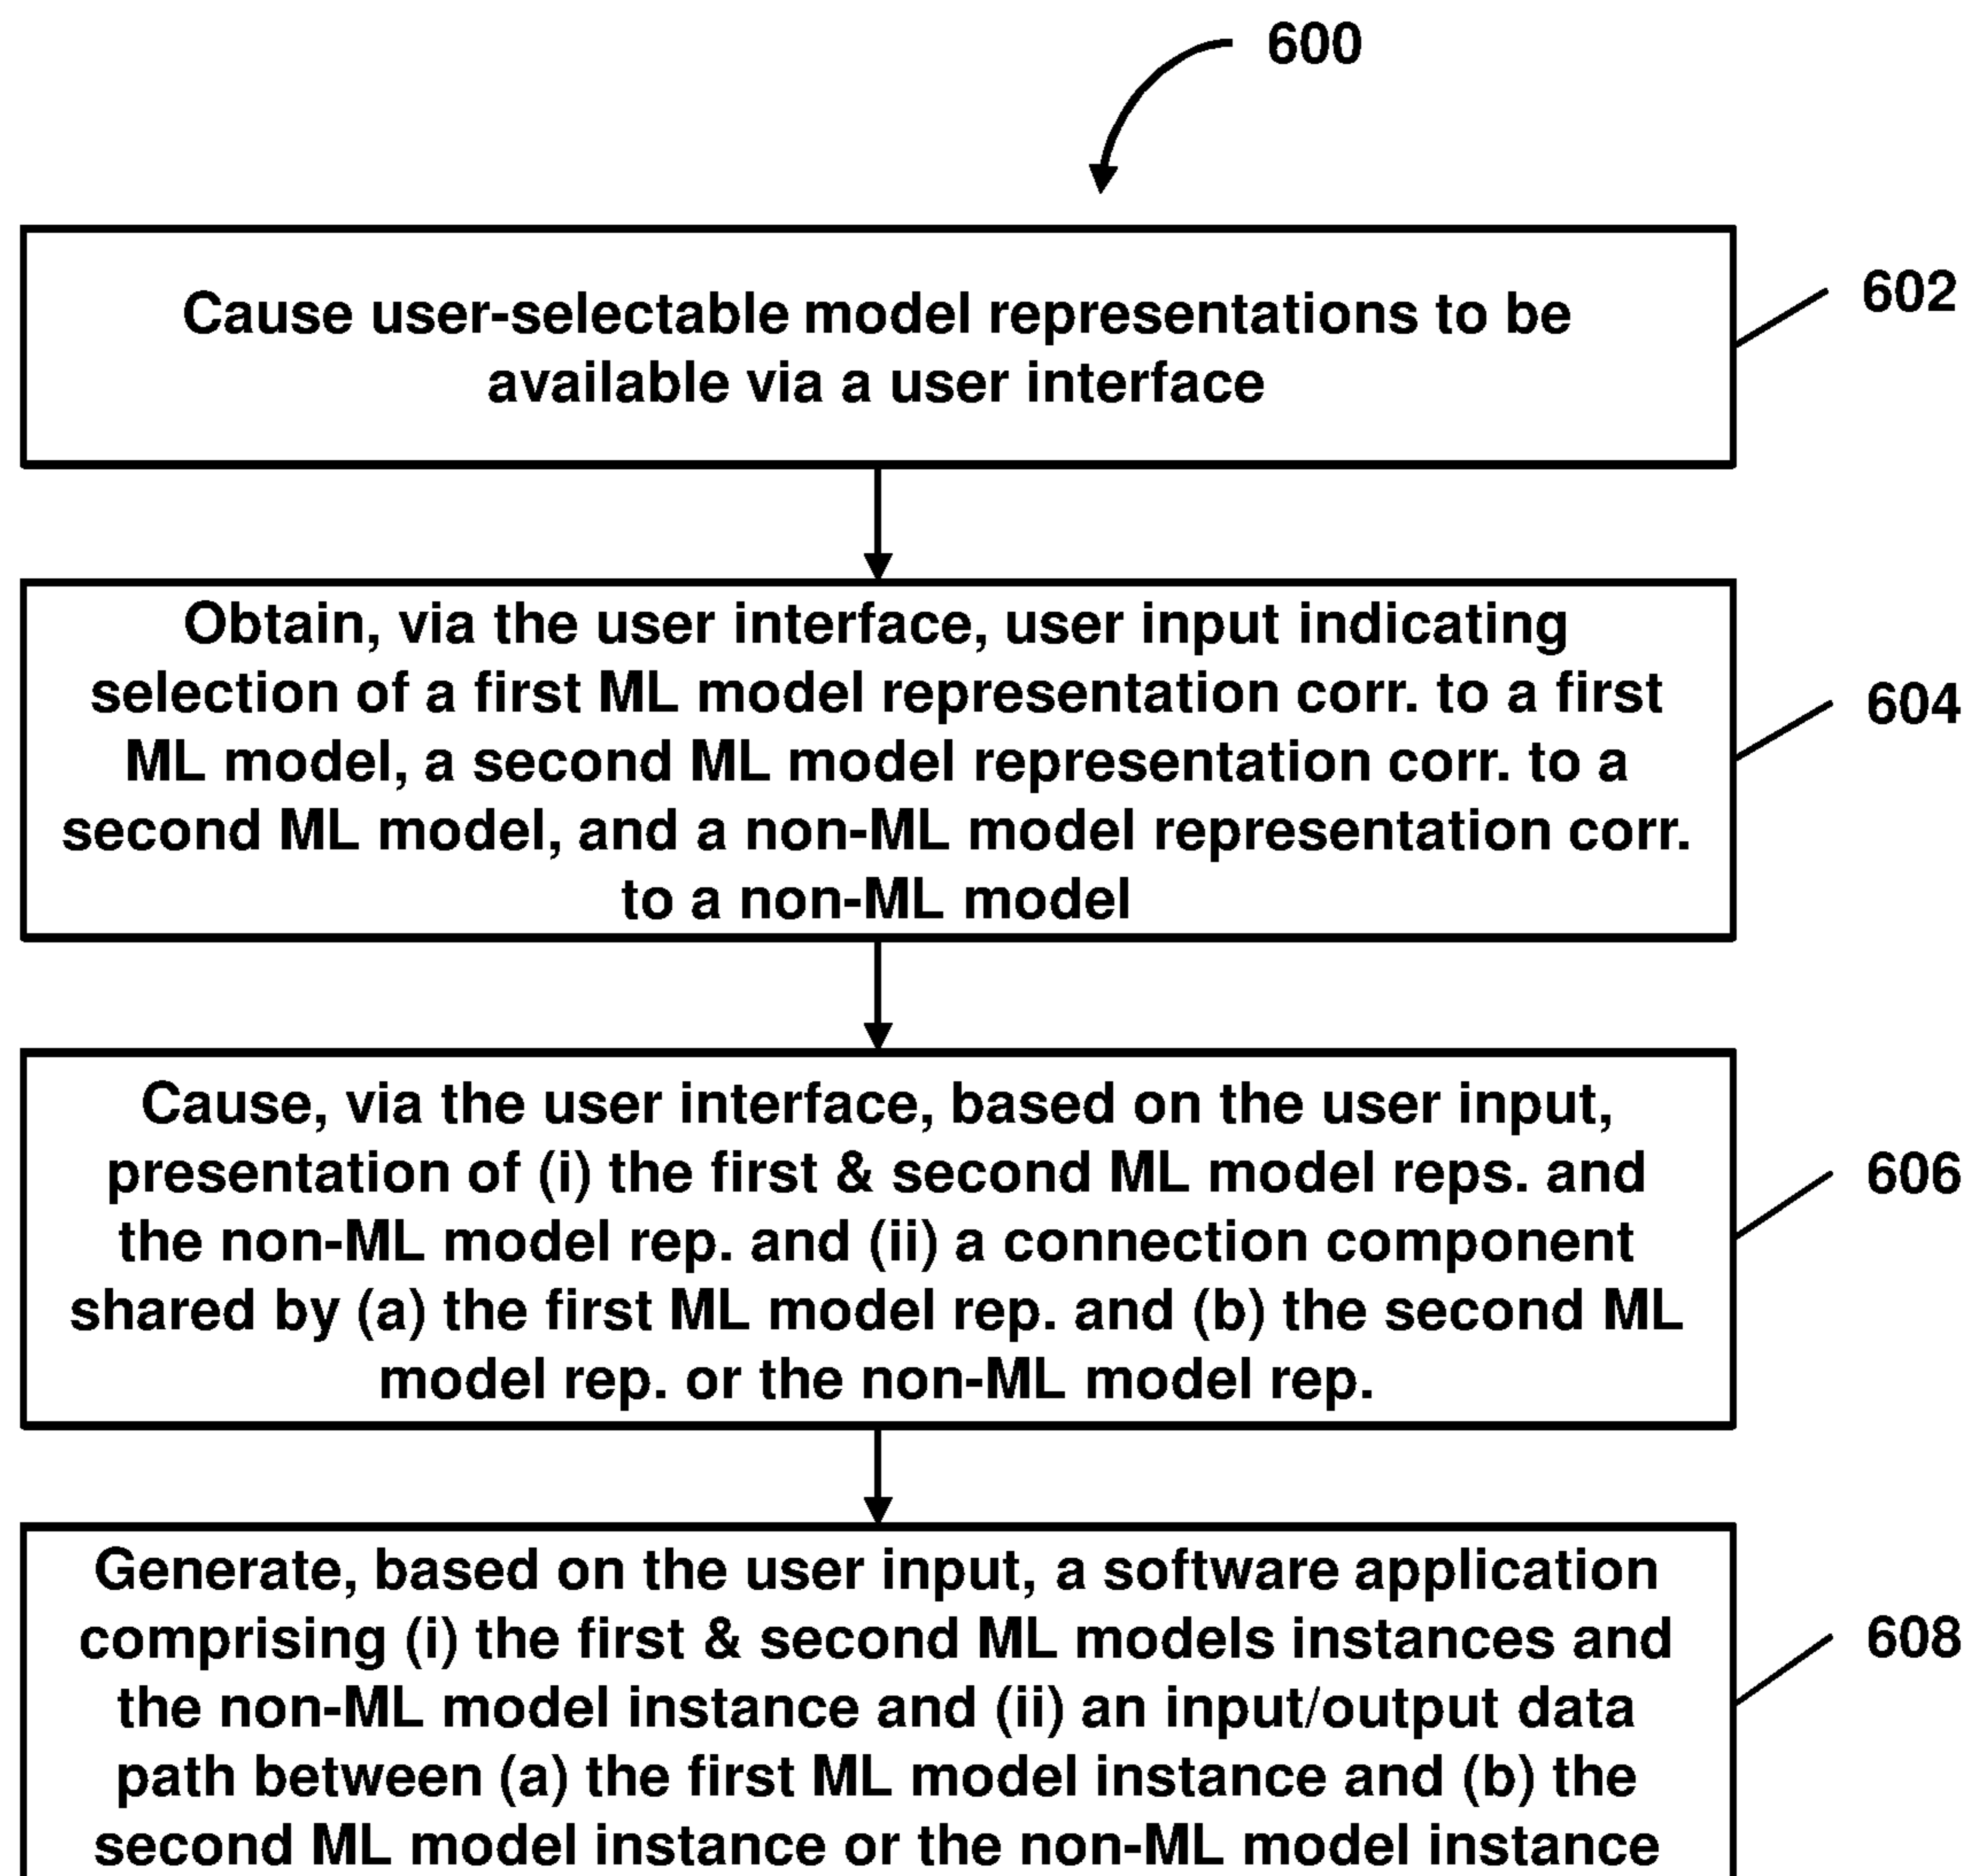 600
Cause user-selectable model representations to be
available via a user interface
602
Obtain, via the user interface, user input indicating
selection of a first ML model representation corr. to a first
ML model, a second ML model representation corr. to a
second ML model, and a non-ML model representation corr.
to a non-ML model
604
Cause, via the user interface, based on the user input,
presentation of (i) the first & second ML model reps. and
the non-ML model rep. and (ii) a connection component
shared by (a) the first ML model rep. and (b) the second ML
model rep. or the non-ML model rep.
606
Generate, based on the user input, a software application
comprising (i) the first & second ML models instances and
the non-ML model instance and (ii) an input/output data
path between (a) the first ML model instance and (b) the
second ML model instance or the non-ML model instance
608